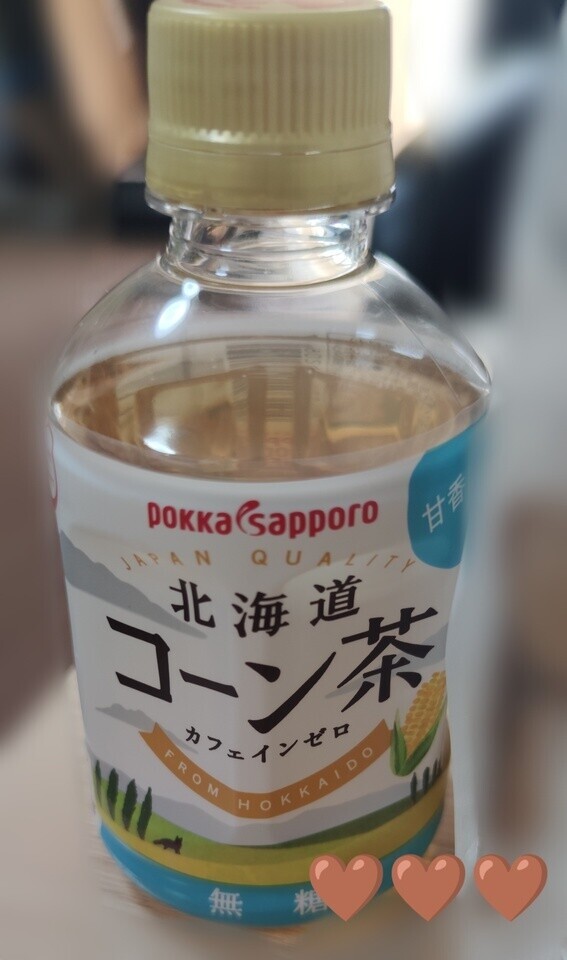 pokka sapporo
甘香
JAPAN QUALITY
北海道
コーン茶
カフェインゼロ
FROM HOKKAIDO
無糖